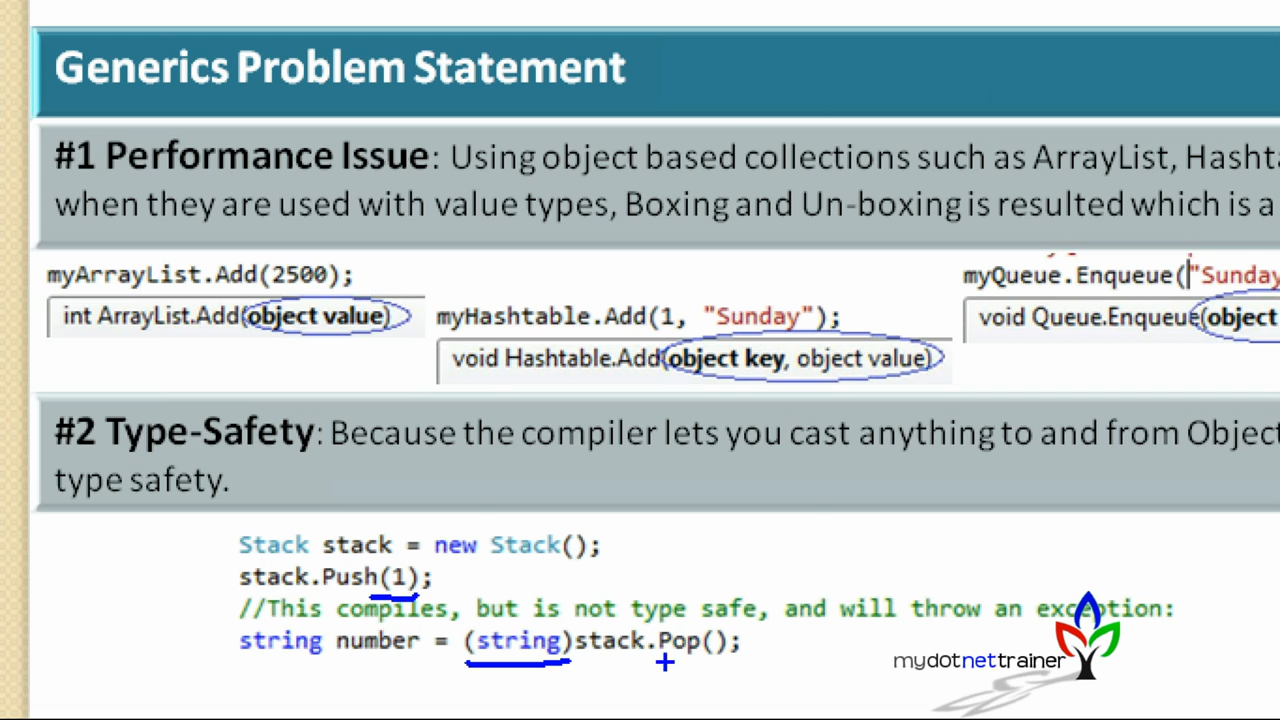 Generics Problem Statement
#1 Performance Issue: Using object based collections such as ArrayList,
when they are used with value types, Boxing and Un-boxing is resulted which is a
myArrayList.Add(2500);
int ArrayList.Add(object value)
myHashtable.Add(1, "Sunday");
void Hashtable.Add(object key, object value)
myQueue.Enqueue("Sunday
void Queue.Enqueue(object
#2 Type-Safety: Because the compiler lets you cast anything to and from Object
type safety.
Stack stack = new Stack();
stack.Push(1);
//This compiles, but is not type safe, and will throw an exception:
string number = (string)stack.Pop();
mydotnettrainer